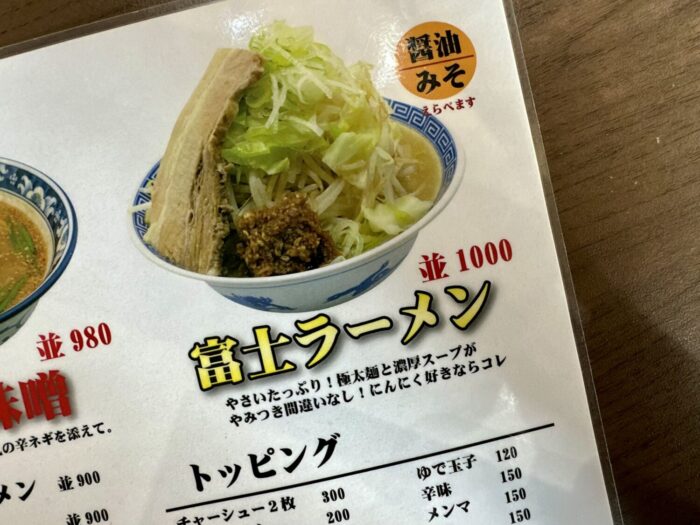 醤油
みそ
えらべます
並 1000
富士ラーメン
やさいたっぷり！極太麺と濃厚スープが
やみつき間違いなし！にんにく好きならコレ
並 980
味噌
の辛ネギを添えて。
メン 並 900
並 900
トッピング
チャーシュー2枚 300
200
ゆで玉子 120
辛味 150
メンマ 150
150